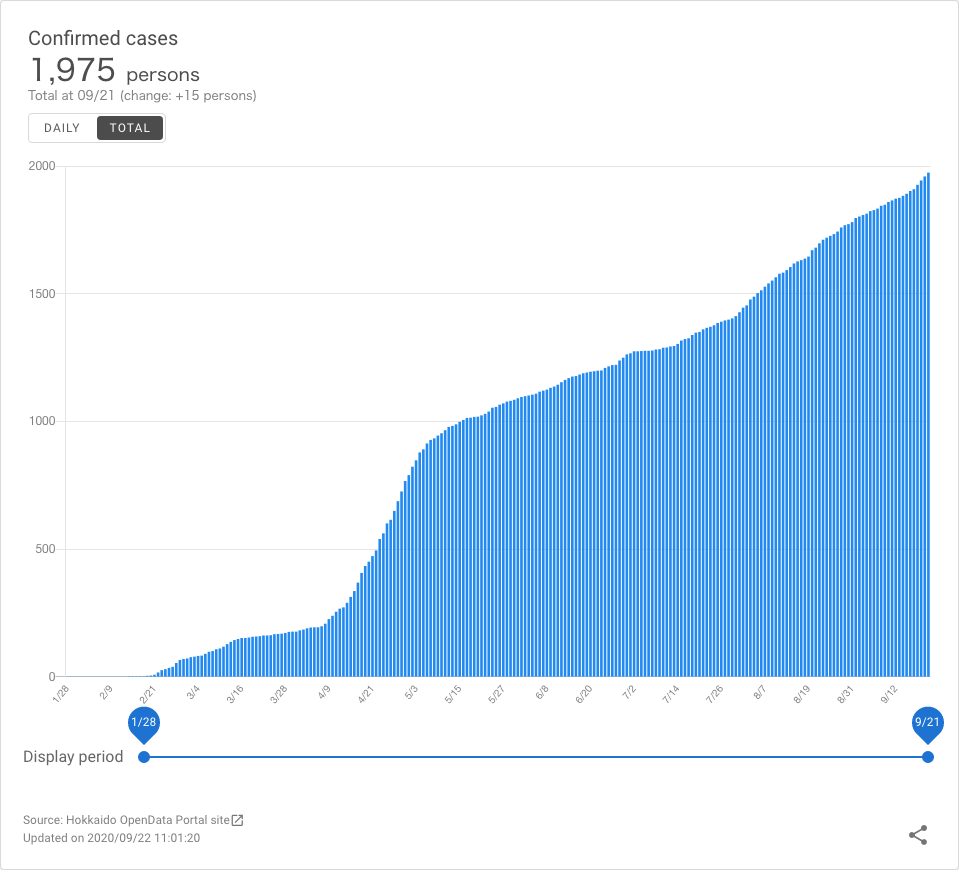 Confirmed cases
1,975 persons
Total at 09/21 (change: +15 persons)
DAILY TOTAL
2000
1500
1000
500
0
1/28 2/9 2/21 3/4 3/16 3/28 4/9 4/21 5/3 5/15 5/27 6/8 6/20 7/2 7/14 7/26 8/7 8/19 8/31 9/12
1/28 9/21
Display period
Source: Hokkaido OpenData Portal site
Updated on 2020/09/22 11:01:20